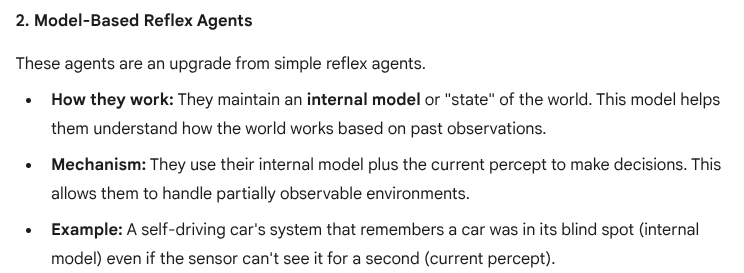 2. Model-Based Reflex Agents
These agents are an upgrade from simple reflex agents.
• How they work: They maintain an internal model or "state" of the world. This model helps
them understand how the world works based on past observations.
• Mechanism: They use their internal model plus the current percept to make decisions. This
allows them to handle partially observable environments.
• Example: A self-driving car's system that remembers a car was in its blind spot (internal
model) even if the sensor can't see it for a second (current percept).